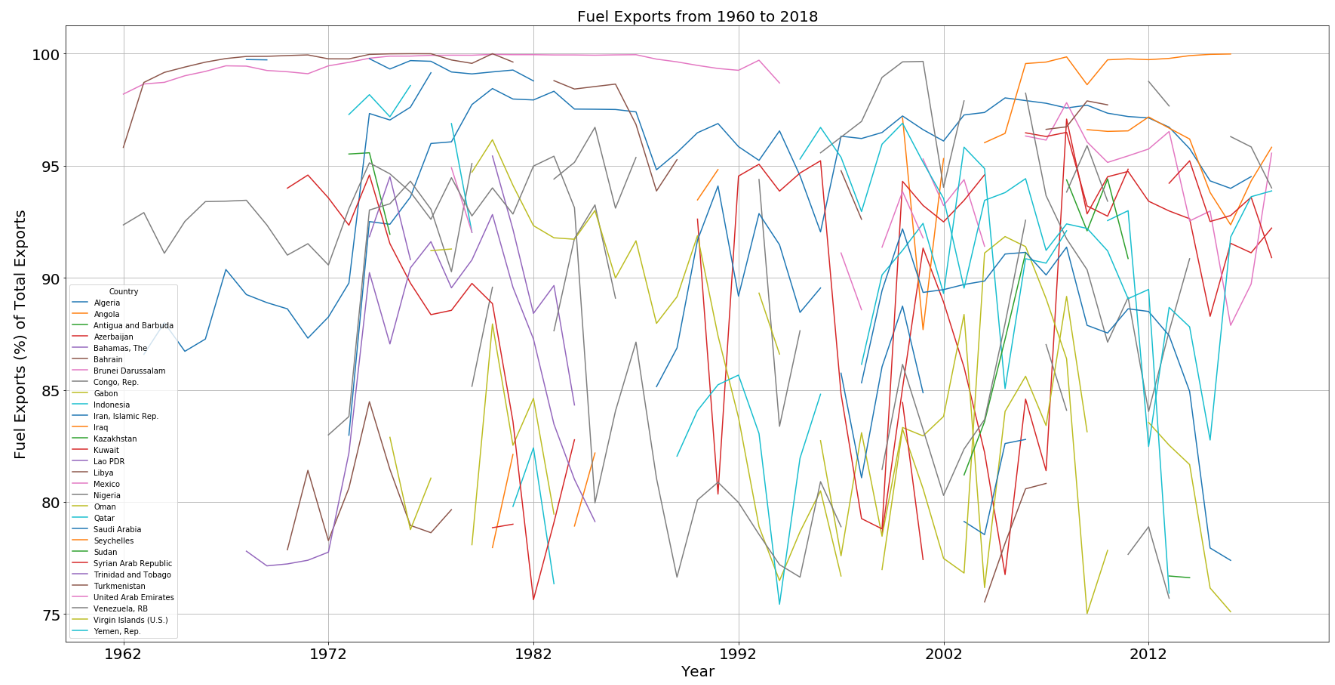 Fuel Exports from 1960 to 2018
Fuel Exports (%) of Total Exports
100
95
90
85
80
75
Country
Algeria
Angola
Antigua and Barbuda
Azerbaijan
Bahamas, The
Bahrain
Brunei Darussalam
Congo, Rep.
Gabon
Indonesia
Iran, Islamic Rep.
Iraq
Kazakhstan
Kuwait
Lao PDR
Libya
Mexico
Nigeria
Oman
Qatar
Saudi Arabia
Seychelles
Sudan
Syrian Arab Republic
Trinidad and Tobago
Turkmenistan
United Arab Emirates
Venezuela, RB
Virgin Islands (U.S.)
Yemen, Rep.
1962 1972 1982 1992 2002 2012
Year